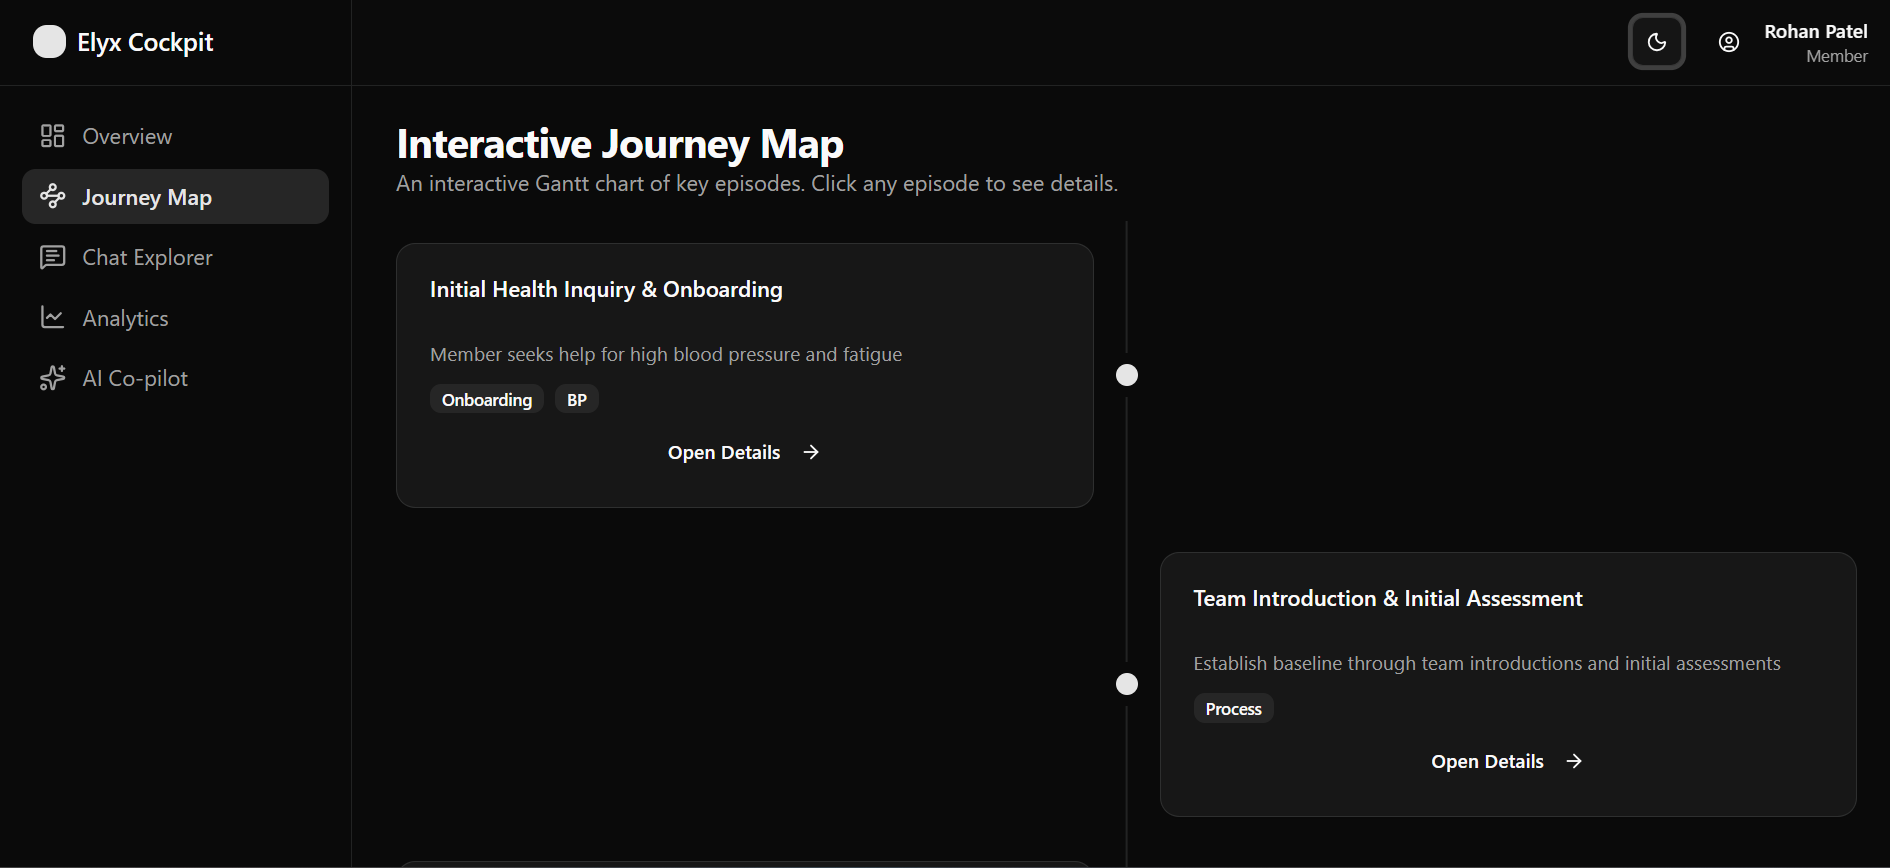 Elyx Cockpit
Rohan Patel
Member
Overview
Journey Map
Chat Explorer
Analytics
AI Co-pilot
Interactive Journey Map
An interactive Gantt chart of key episodes. Click any episode to see details.
Initial Health Inquiry & Onboarding
Member seeks help for high blood pressure and fatigue
Onboarding BP
Open Details
Team Introduction & Initial Assessment
Establish baseline through team introductions and initial assessments
Process
Open Details